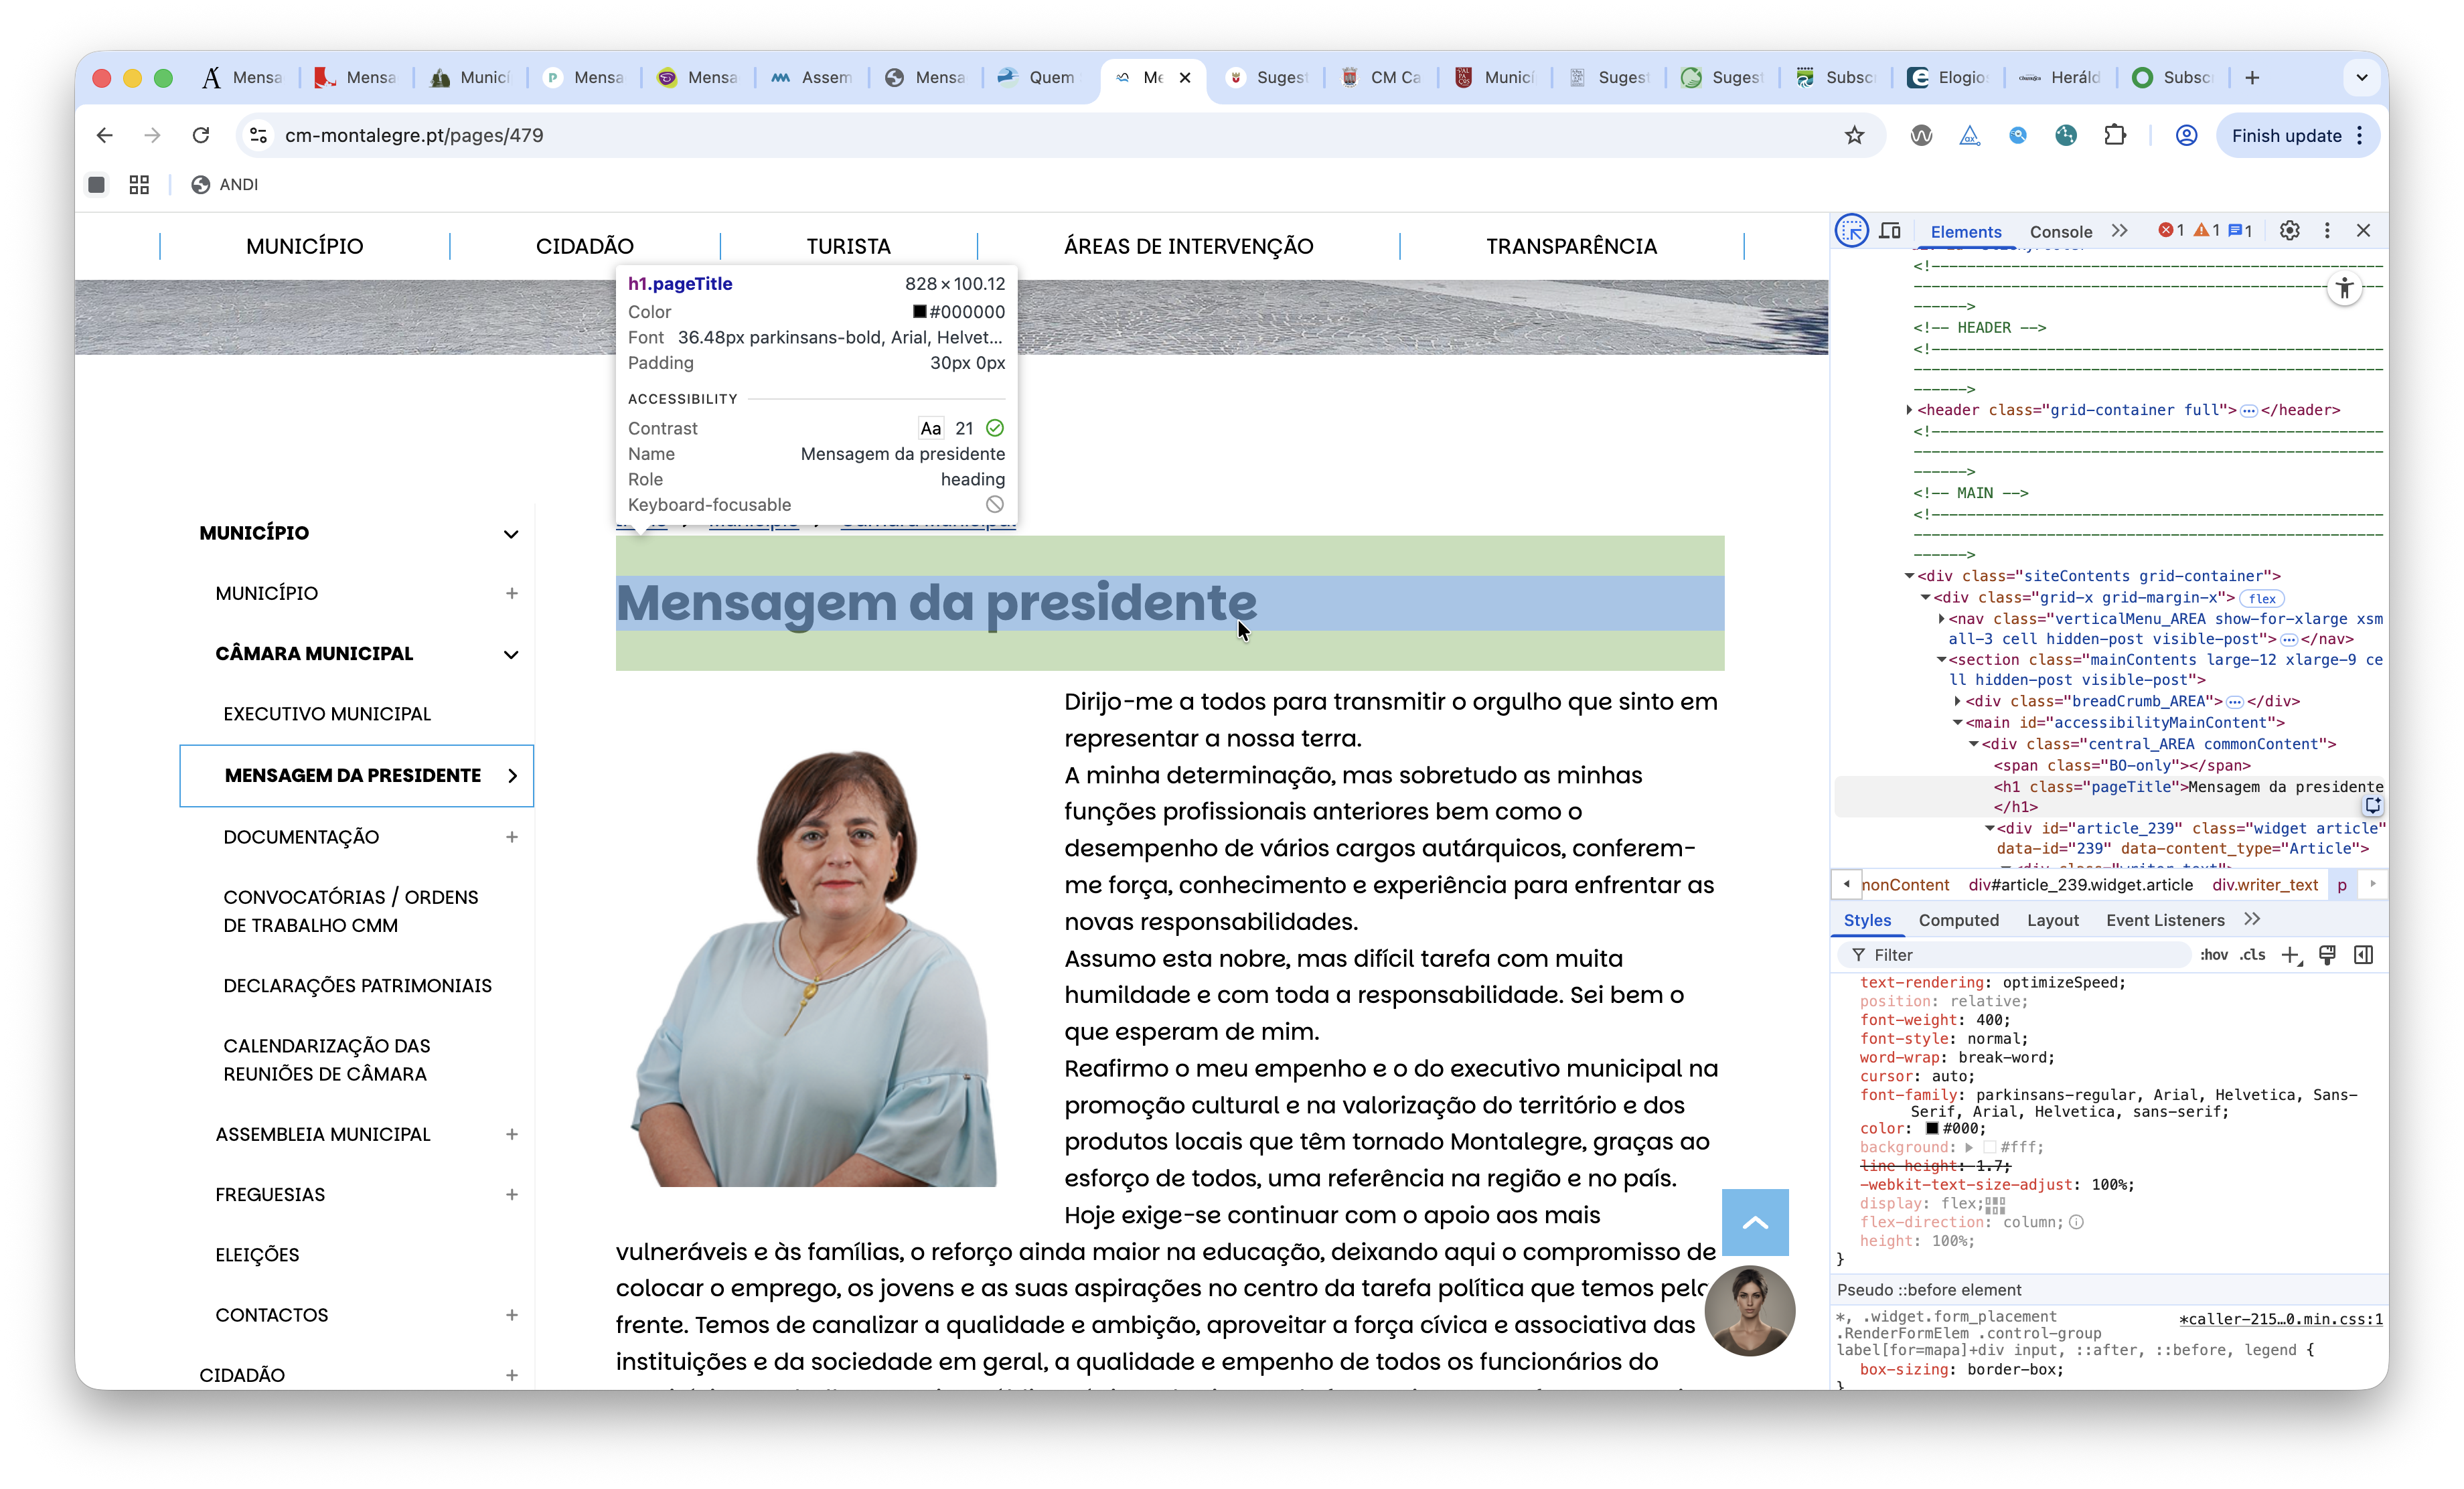 Mensa
Mensa
Municí
Mensa
Mensa
Assem
Mensa
Quem
Me
Sugest
CM Ca
Municí
Sugest
Sugest
Subsc
Elogios
Heráld
Subsc
cm-montalegre.pt/pages/479
Finish update
ANDI
MUNICÍPIO
CIDADÃO
TURISTA
ÁREAS DE INTERVENÇÃO
TRANSPARÊNCIA
h1.pageTitle 828 × 100.12
Color #000000
Font 36.48px parkinsans-bold, Arial, Helvet...
Padding 30px 0px
ACCESSIBILITY
Contrast Aa 21
Name Mensagem da presidente
Role heading
Keyboard-focusable
MUNICÍPIO
MUNICÍPIO +
CÂMARA MUNICIPAL
EXECUTIVO MUNICIPAL
MENSAGEM DA PRESIDENTE
DOCUMENTAÇÃO +
CONVOCATÓRIAS / ORDENS
DE TRABALHO CMM
DECLARAÇÕES PATRIMONIAIS
CALENDARIZAÇÃO DAS
REUNIÕES DE CÂMARA
ASSEMBLEIA MUNICIPAL +
FREGUESIAS +
ELEIÇÕES
CONTACTOS +
CIDADÃO +
Mensagem da presidente
Dirijo-me a todos para transmitir o orgulho que sinto em
representar a nossa terra.
A minha determinação, mas sobretudo as minhas
funções profissionais anteriores bem como o
desempenho de vários cargos autárquicos, conferem-
me força, conhecimento e experiência para enfrentar as
novas responsabilidades.
Assumo esta nobre, mas difícil tarefa com muita
humildade e com toda a responsabilidade. Sei bem o
que esperam de mim.
Reafirmo o meu empenho e o do executivo municipal na
promoção cultural e na valorização do território e dos
produtos locais que têm tornado Montalegre, graças ao
esforço de todos, uma referência na região e no país.
Hoje exige-se continuar com o apoio aos mais
vulneráveis e às famílias, o reforço ainda maior na educação, deixando aqui o compromisso de
colocar o emprego, os jovens e as suas aspirações no centro da tarefa política que temos pela
frente. Temos de canalizar a qualidade e ambição, aproveitar a força cívica e associativa das
instituições e da sociedade em geral, a qualidade e empenho de todos os funcionários do
Elements Console 1 1 1
<!--------------------------------------------------
----------------------------------------------------
------>
<!-- HEADER -->
<!--------------------------------------------------
----------------------------------------------------
------>
<header class="grid-container full"> ... </header>
<!--------------------------------------------------
----------------------------------------------------
------>
<!-- MAIN -->
<!--------------------------------------------------
----------------------------------------------------
------>
<div class="siteContents grid-container">
<div class="grid-x grid-margin-x"> flex
<nav class="verticalMenu_AREA show-for-xlarge xsm
all-3 cell hidden-post visible-post"> ... </nav>
<section class="mainContents large-12 xlarge-9 ce
ll hidden-post visible-post">
<div class="breadCrumb_AREA"> ... </div>
<main id="accessibilityMainContent">
<div class="central_AREA commonContent">
<span class="BO-only"></span>
<h1 class="pageTitle">Mensagem da presidente
</h1>
<div id="article_239" class="widget article"
data-id="239" data-content_type="Article">
nonContent div#article_239.widget.article div.writer_text p
Styles Computed Layout Event Listeners
Filter :hov .cls
text-rendering: optimizeSpeed;
position: relative;
font-weight: 400;
font-style: normal;
word-wrap: break-word;
cursor: auto;
font-family: parkinsans-regular, Arial, Helvetica, Sans-
Serif, Arial, Helvetica, sans-serif;
color: #000;
background: #fff;
line-height: 1.7;
-webkit-text-size-adjust: 100%;
display: flex;
flex-direction: column;
height: 100%;
}
Pseudo ::before element
*, .widget.form_placement *caller-215…0.min.css:1
.RenderFormElem .control-group
label[for=mapa]+div input, ::after, ::before, legend {
box-sizing: border-box;
}